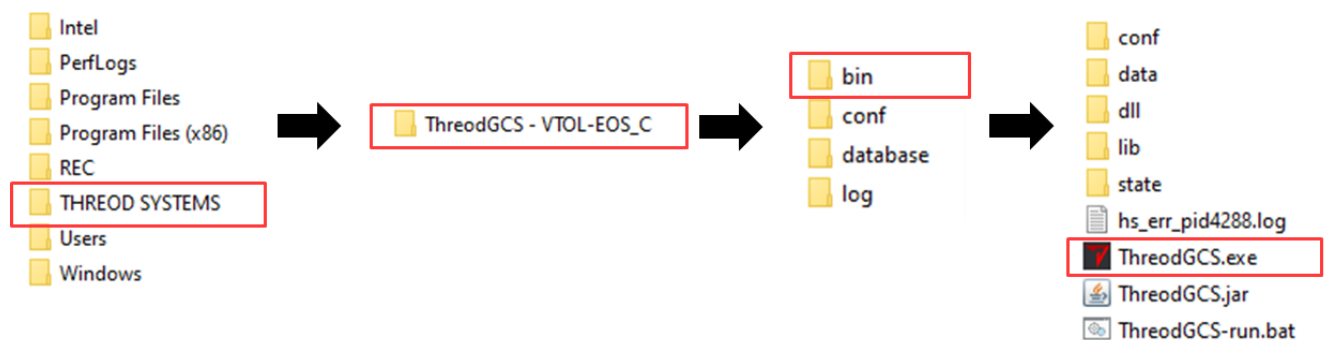 Intel
PerfLogs
Program Files
Program Files (x86)
REC
THREOD SYSTEMS
Users
Windows
ThreodGCS - VTOL-EOS_C
bin
conf
database
log
conf
data
dll
lib
state
hs_err_pid4288.log
ThreodGCS.exe
ThreodGCS.jar
ThreodGCS-run.bat